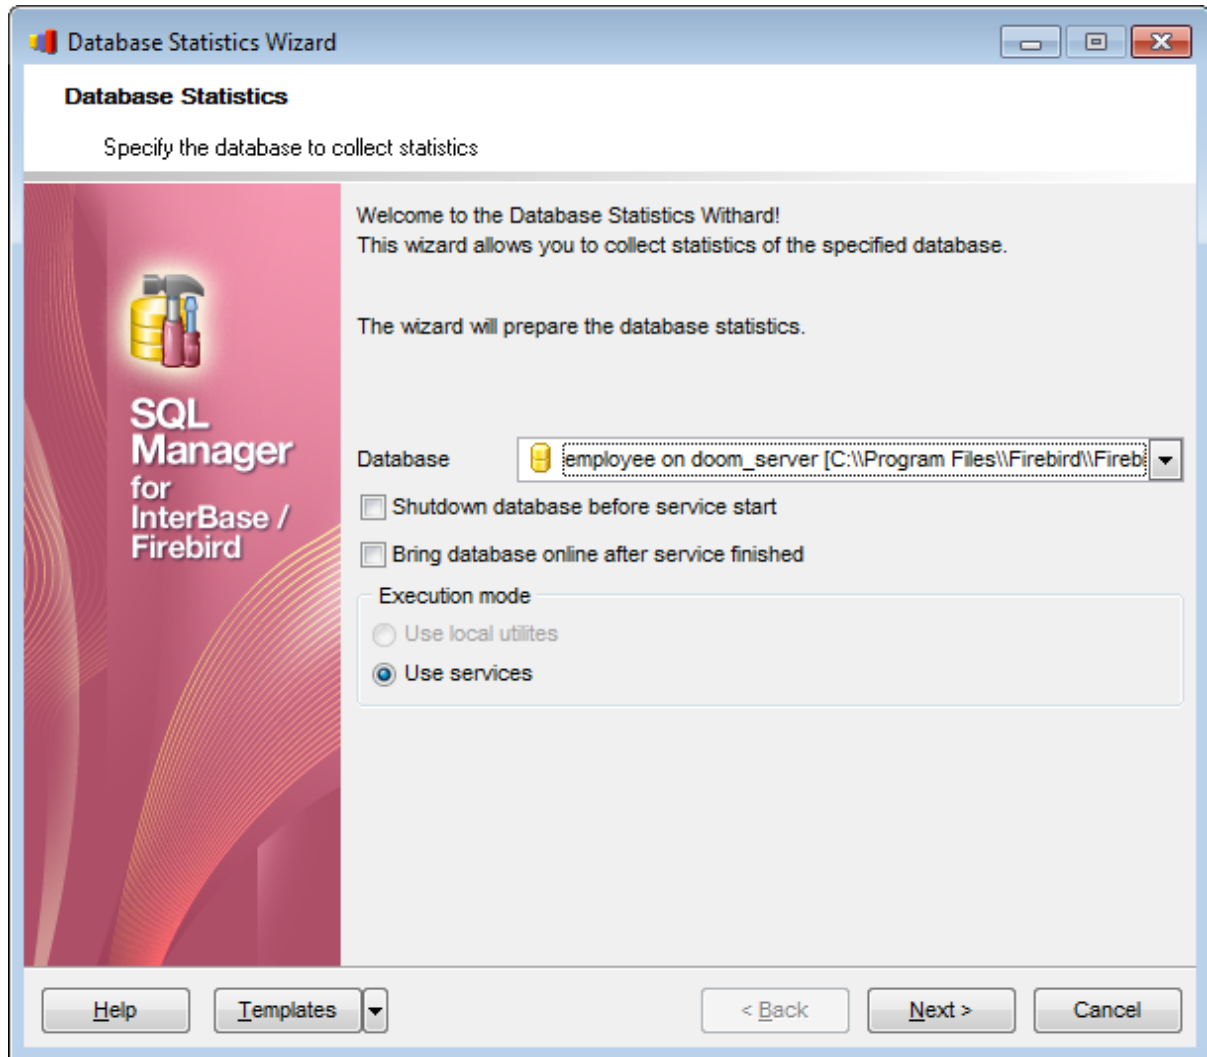 Database Statistics Wizard
Database Statistics
Specify the database to collect statistics
Welcome to the Database Statistics Withard!
This wizard allows you to collect statistics of the specified database.
The wizard will prepare the database statistics.
SQL
Manager
for
InterBase /
Firebird
Database employee on doom_server [C:\\Program Files\\Firebird\\Fireb
Shutdown database before service start
Bring database online after service finished
Execution mode
Use local utilites
Use services
Help Templates < Back Next > Cancel